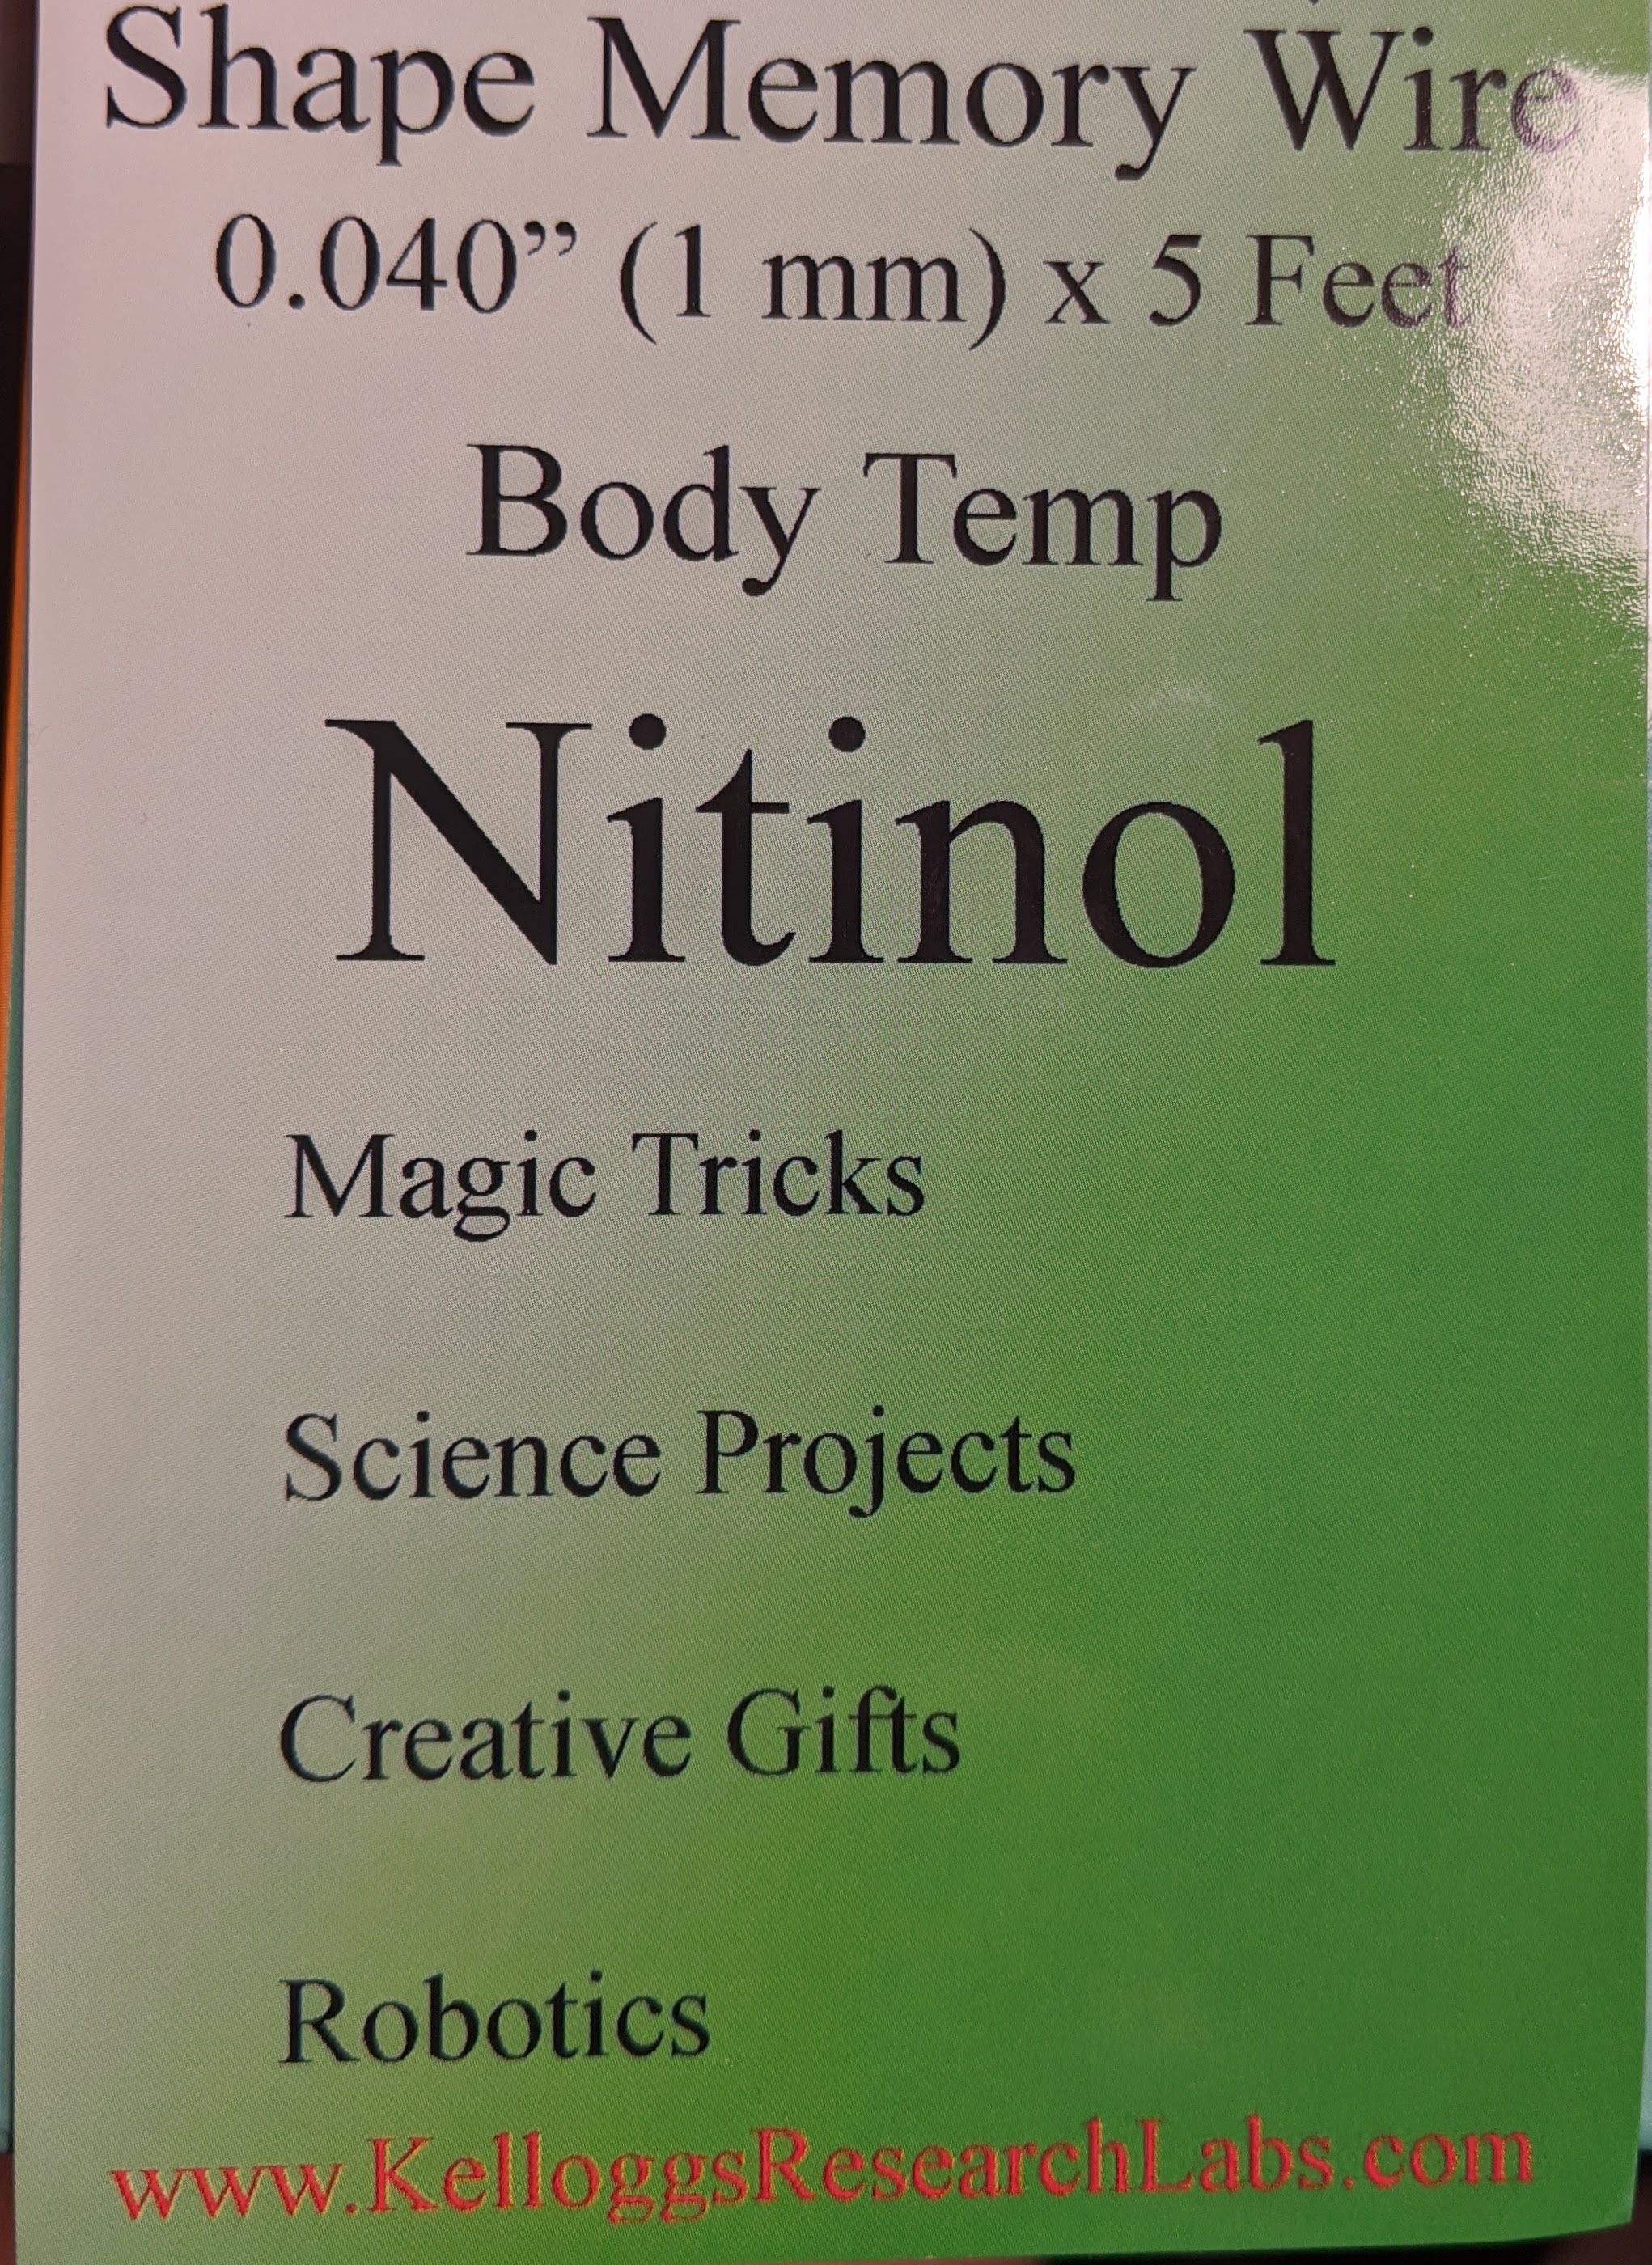 Shape Memory Wire
0.040” (1 mm) x 5 Feet
Body Temp
Nitinol
Magic Tricks
Science Projects
Creative Gifts
Robotics
www.KelloggsResearchLabs.com